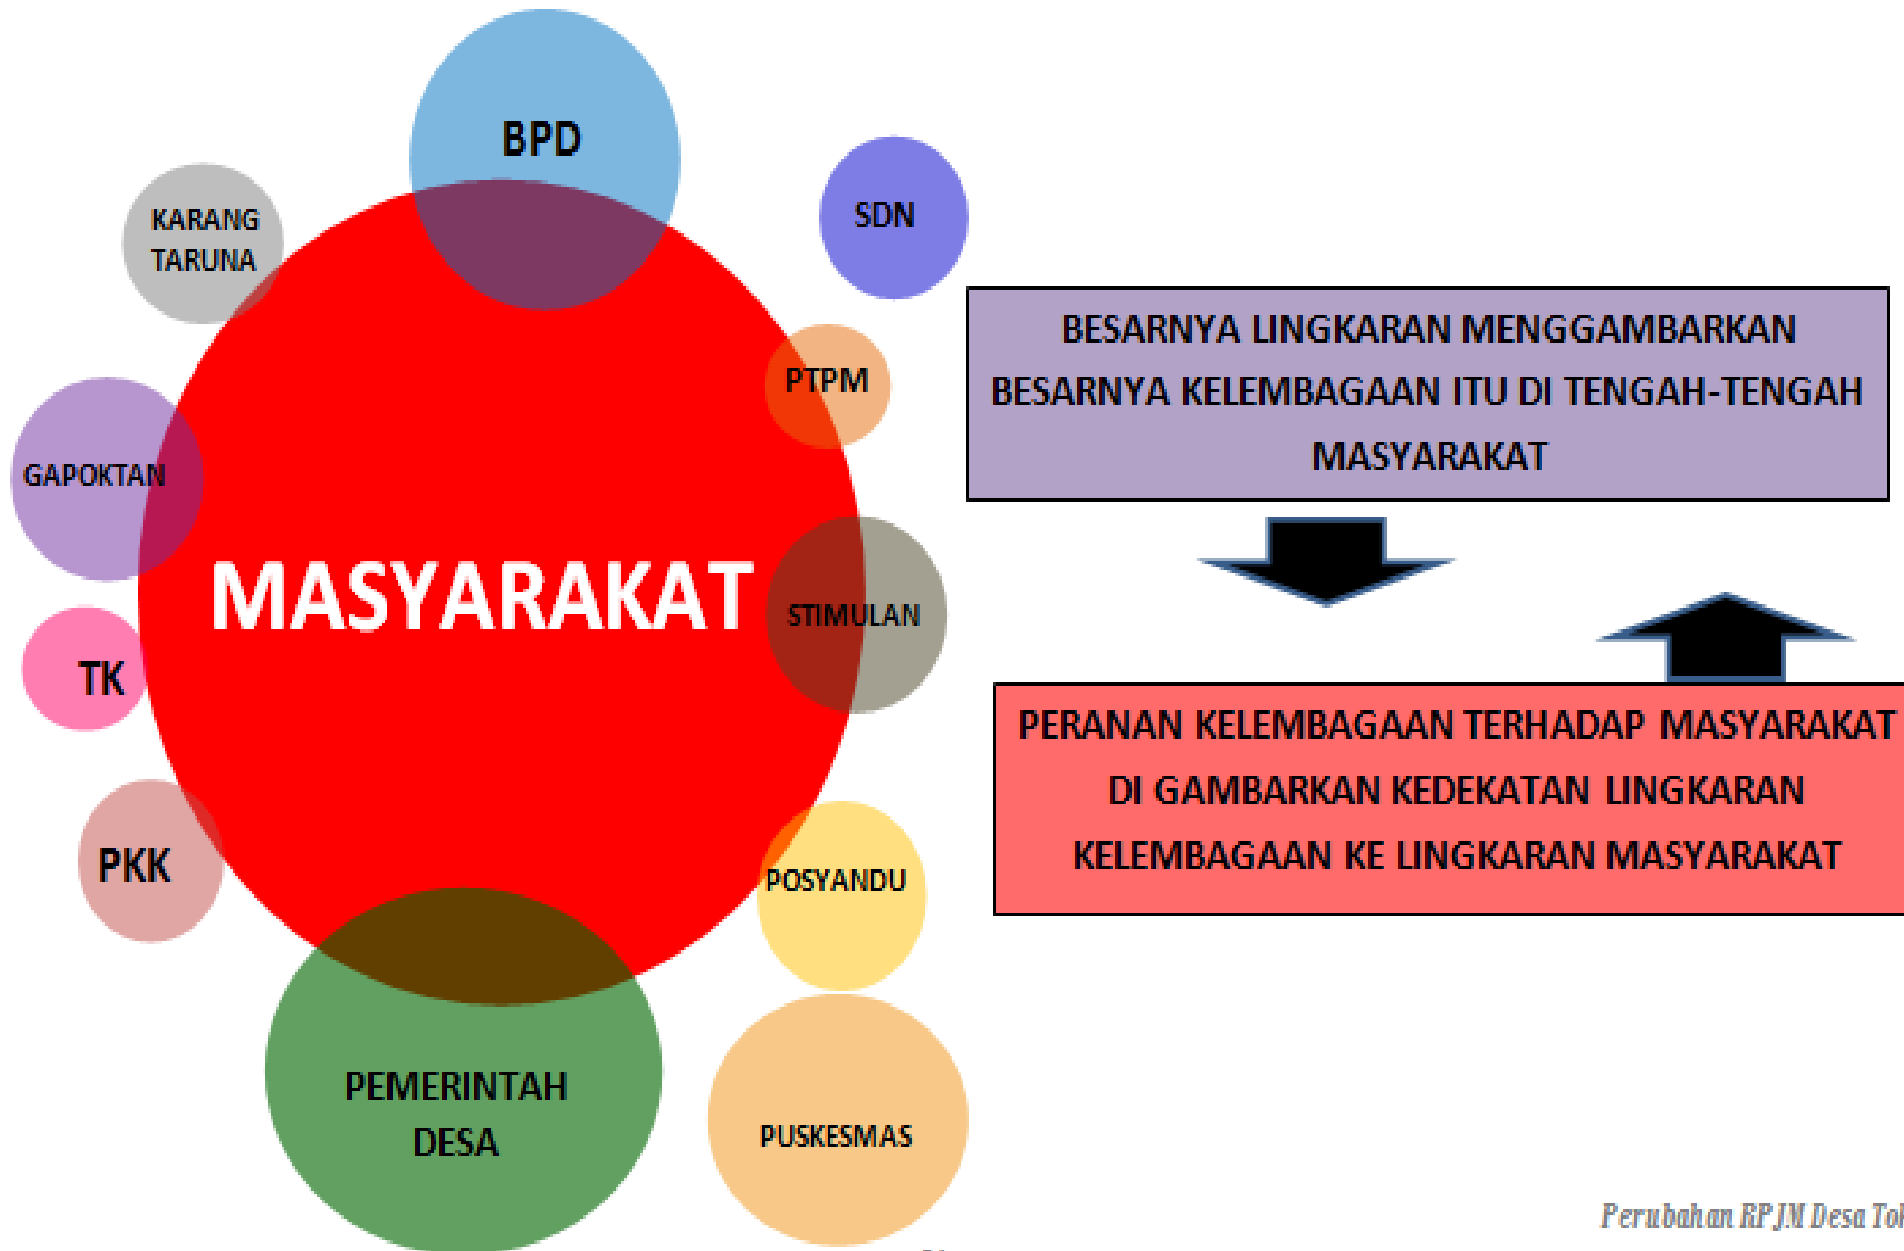 BPD
KARANG
TARUNA
SDN
PTPM
GAPOKTAN
MASYARAKAT
STIMULAN
TK
PKK
POSYANDU
PEMERINTAH
DESA
PUSKESMAS
BESARNYA LINGKARAN MENGGAMBARKAN
BESARNYA KELEMBAGAAN ITU DI TENGAH-TENGAH
MASYARAKAT
PERANAN KELEMBAGAAN TERHADAP MASYARAKAT
DI GAMBARKAN KEDEKATAN LINGKARAN
KELEMBAGAAN KE LINGKARAN MASYARAKAT
Perubahan RPJM Desa